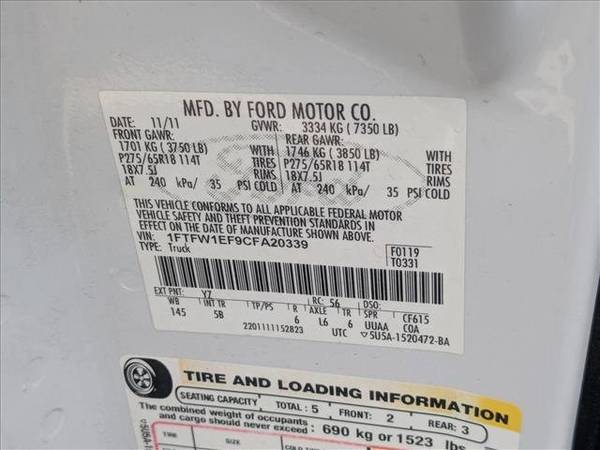 MFD. BY FORD MOTOR CO.
DATE: 11/11 GVWR: 3334 KG ( 7350 LB)
FRONT GAWR: REAR GAWR:
1701 KG ( 3750 LB) WITH 1746 KG ( 3850 LB) WITH
P275/65R18 114T TIRES P275/65R18 114T TIRES
18X7.5J RIMS 18X7.5J RIMS
AT 240 kPa/ 35 PSI COLD AT 240 kPa/ 35 PSI COLD
THIS VEHICLE CONFORMS TO ALL APPLICABLE FEDERAL MOTOR
VEHICLE SAFETY AND THEFT PREVENTION STANDARDS IN
EFFECT ON THE DATE OF MANUFACTURE SHOWN ABOVE.
VIN: 1FTFW1EF9CFA20339
TYPE: Truck
F0119
T0331
EXT PNT: YZ RC: 56 DSO:
WB INT TR TP/PS R AXLE TR SPR CF615
145 5B 6 L6 6 UUAA COA
2201111152823 UTC ▽5U5A-1520472-BA
TIRE AND LOADING INFORMATION
SEATING CAPACITY TOTAL : 5 FRONT: 2 REAR: 3
The combined weight of occupants
and cargo should never exceed : 690 kg or 1523 lbs
TIRE SIZE